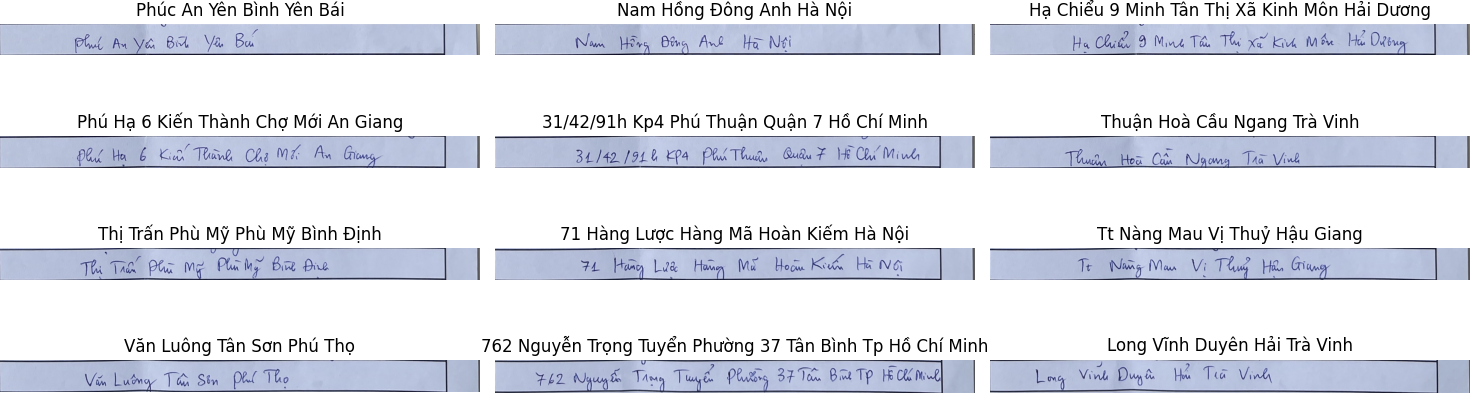 Phúc An Yên Bình Yên Bái
Nam Hồng Đông Anh Hà Nội
Hạ Chiểu 9 Minh Tân Thị Xã Kinh Môn Hải Dương
Phúc An Yên Bình Yên Bái
Nam Hồng Đông Anh Hà Nội
Hạ Chiểu 9 Minh Tân Thị Xã Kinh Môn Hải Dương
Phú Hạ 6 Kiến Thành Chợ Mới An Giang
31/42/91h Kp4 Phú Thuận Quận 7 Hồ Chí Minh
Thuận Hoà Cầu Ngang Trà Vinh
Phú Hạ 6 Kiến Thành Chợ Mới An Giang
31/42/91h KP4 Phú Thuận Quận 7 Hồ Chí Minh
Thuận Hoà Cầu Ngang Trà Vinh
Thị Trấn Phù Mỹ Phù Mỹ Bình Định
71 Hàng Lược Hàng Mã Hoàn Kiếm Hà Nội
Tt Nàng Mau Vị Thuỷ Hậu Giang
Thị Trấn Phù Mỹ Phù Mỹ Bình Định
71 Hàng Lược Hàng Mã Hoàn Kiếm Hà Nội
Tt Nàng Mau Vị Thuỷ Hậu Giang
Văn Luông Tân Sơn Phú Thọ
762 Nguyễn Trọng Tuyển Phường 37 Tân Bình Tp Hồ Chí Minh
Long Vĩnh Duyên Hải Trà Vinh
Văn Luông Tân Sơn Phú Thọ
762 Nguyễn Trọng Tuyển Phường 37 Tân Bình TP Hồ Chí Minh
Long Vĩnh Duyên Hải Trà Vinh